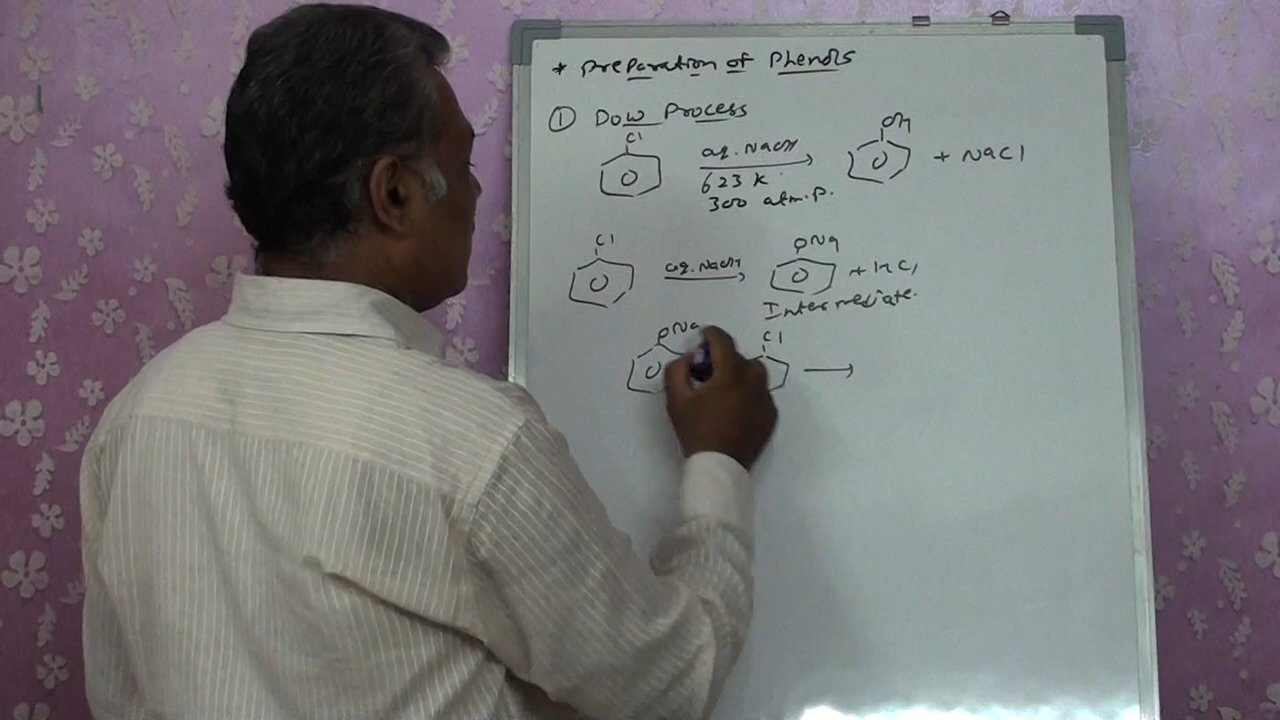 * Preparation of Phenols
① Dow Process
Cl
aq. NaOH
OH
+ NaCl
623 K
300 atm.p.
Cl
aq. NaOH
ONa
+ HCl
Intermediate.
ONa
Cl